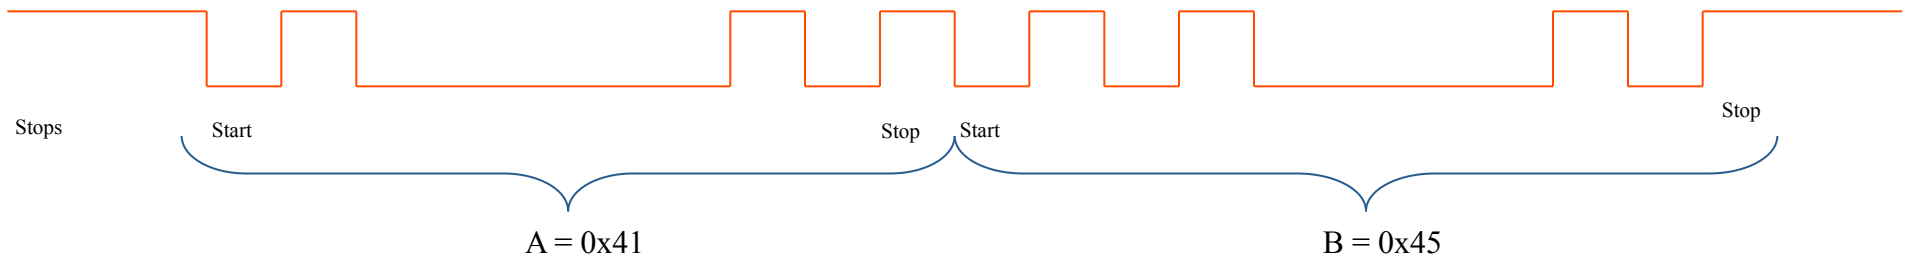 Stops
Start
Stop
Start
Stop
A = 0x41
B = 0x45